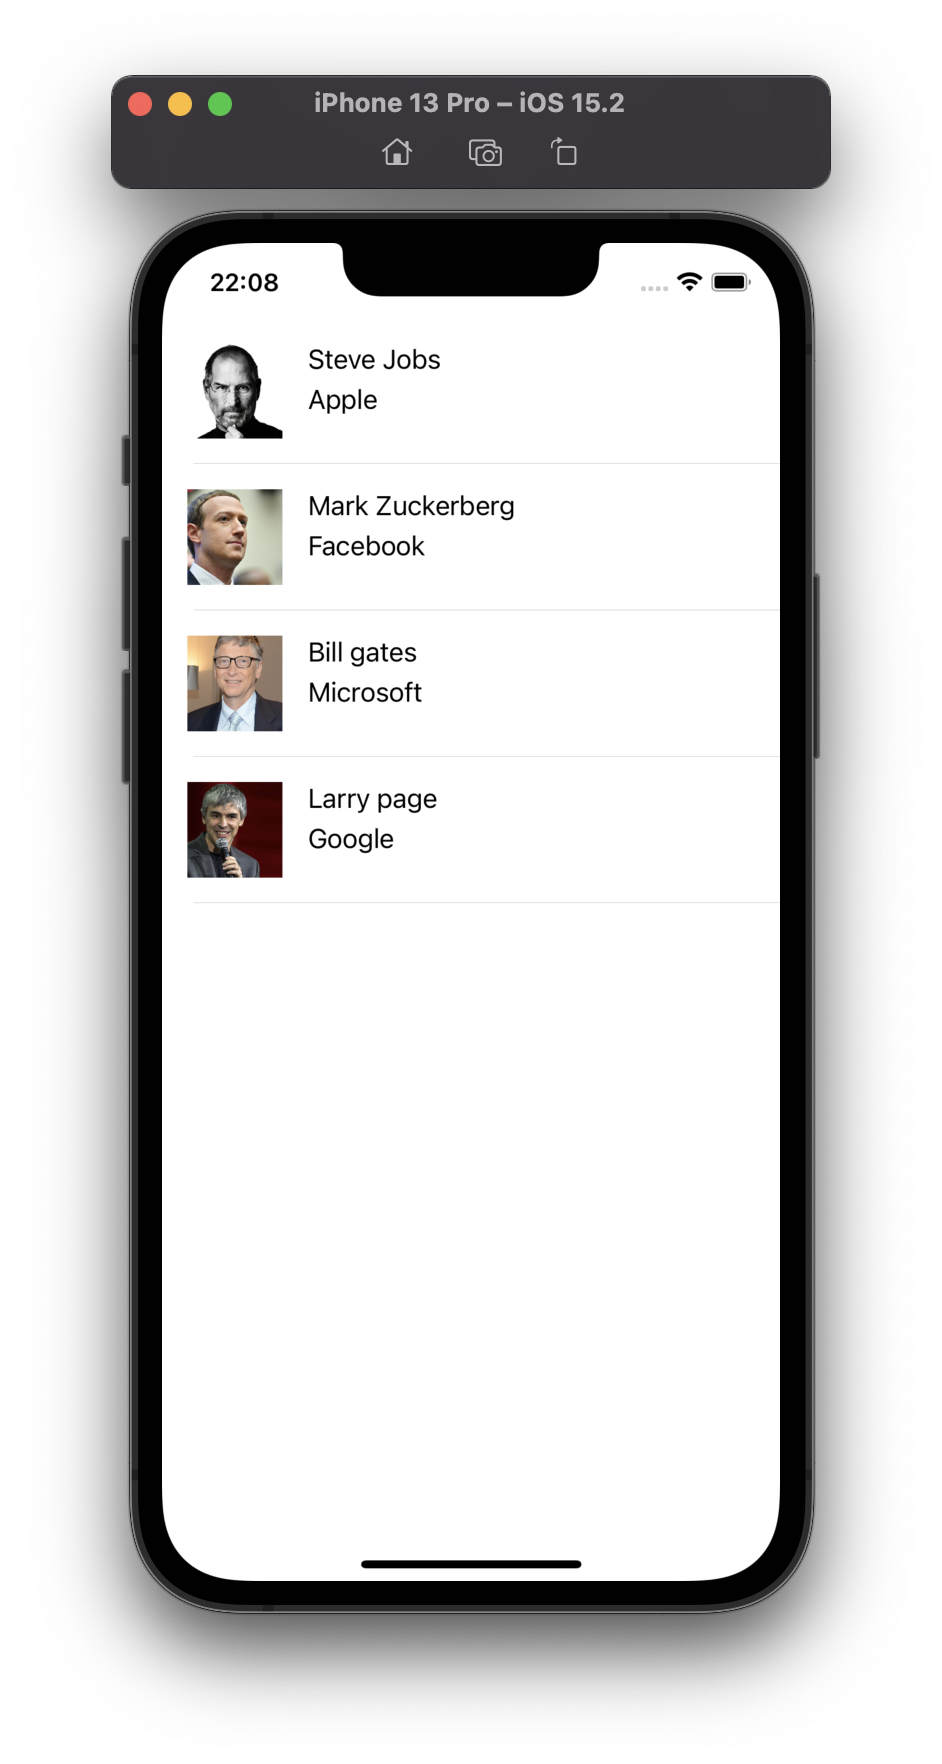 iPhone 13 Pro – iOS 15.2
22:08
Steve Jobs
Apple
Mark Zuckerberg
Facebook
Bill gates
Microsoft
Larry page
Google